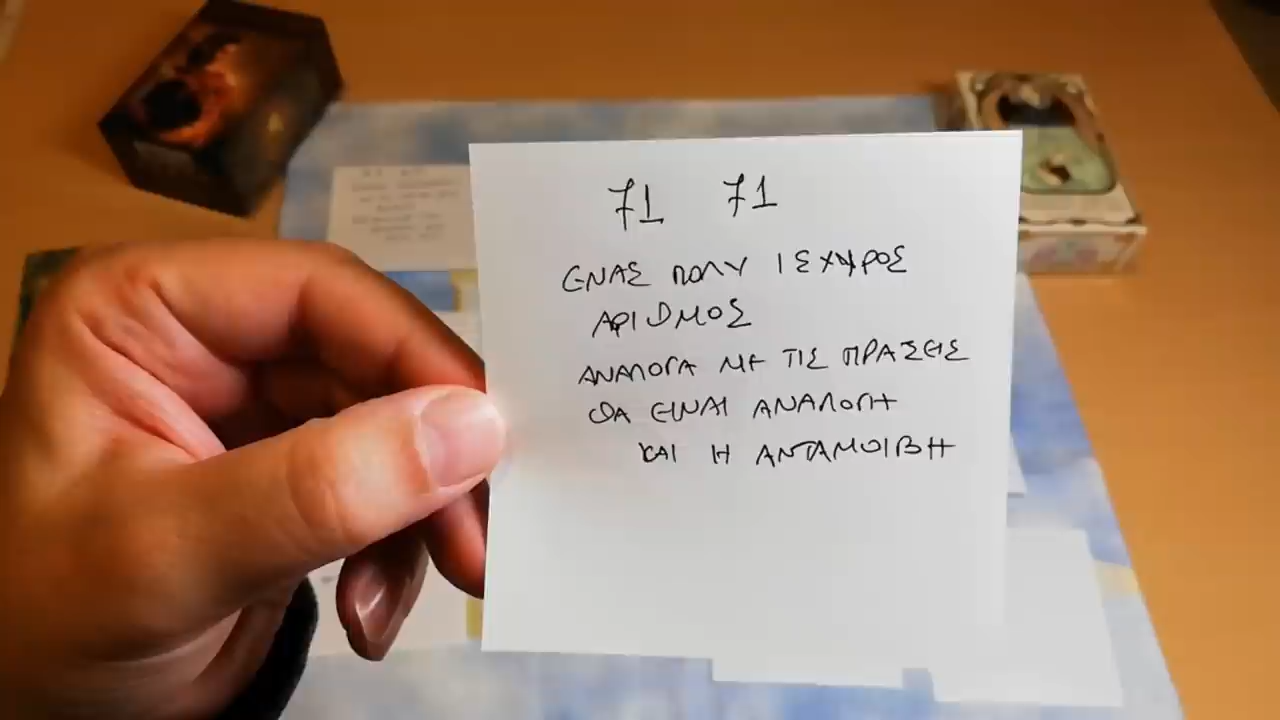 71 71
ΕΝΑΣ ΠΟΛΥ ΙΣΧΥΡΟΣ
ΑΡΙΘΜΟΣ
ΑΝΑΛΟΓΑ ΜΕ ΤΙΣ ΠΡΑΞΕΙΣ
ΘΑ ΕΙΝΑΙ ΑΝΑΛΟΓΗ
ΚΑΙ Η ΑΝΤΑΜΟΙΒΗ